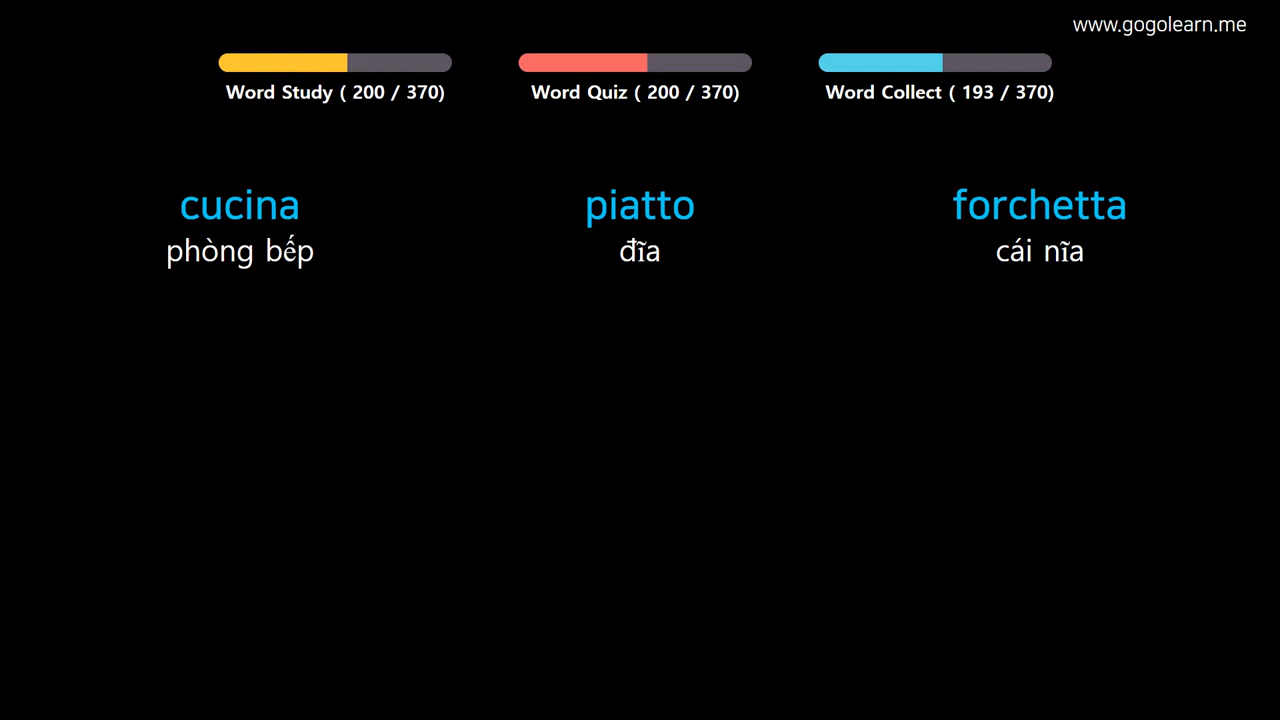 www.gogolearn.me
Word Study ( 200 / 370)
Word Quiz ( 200 / 370)
Word Collect ( 193 / 370)
cucina
phòng bếp
piatto
đĩa
forchetta
cái nĩa